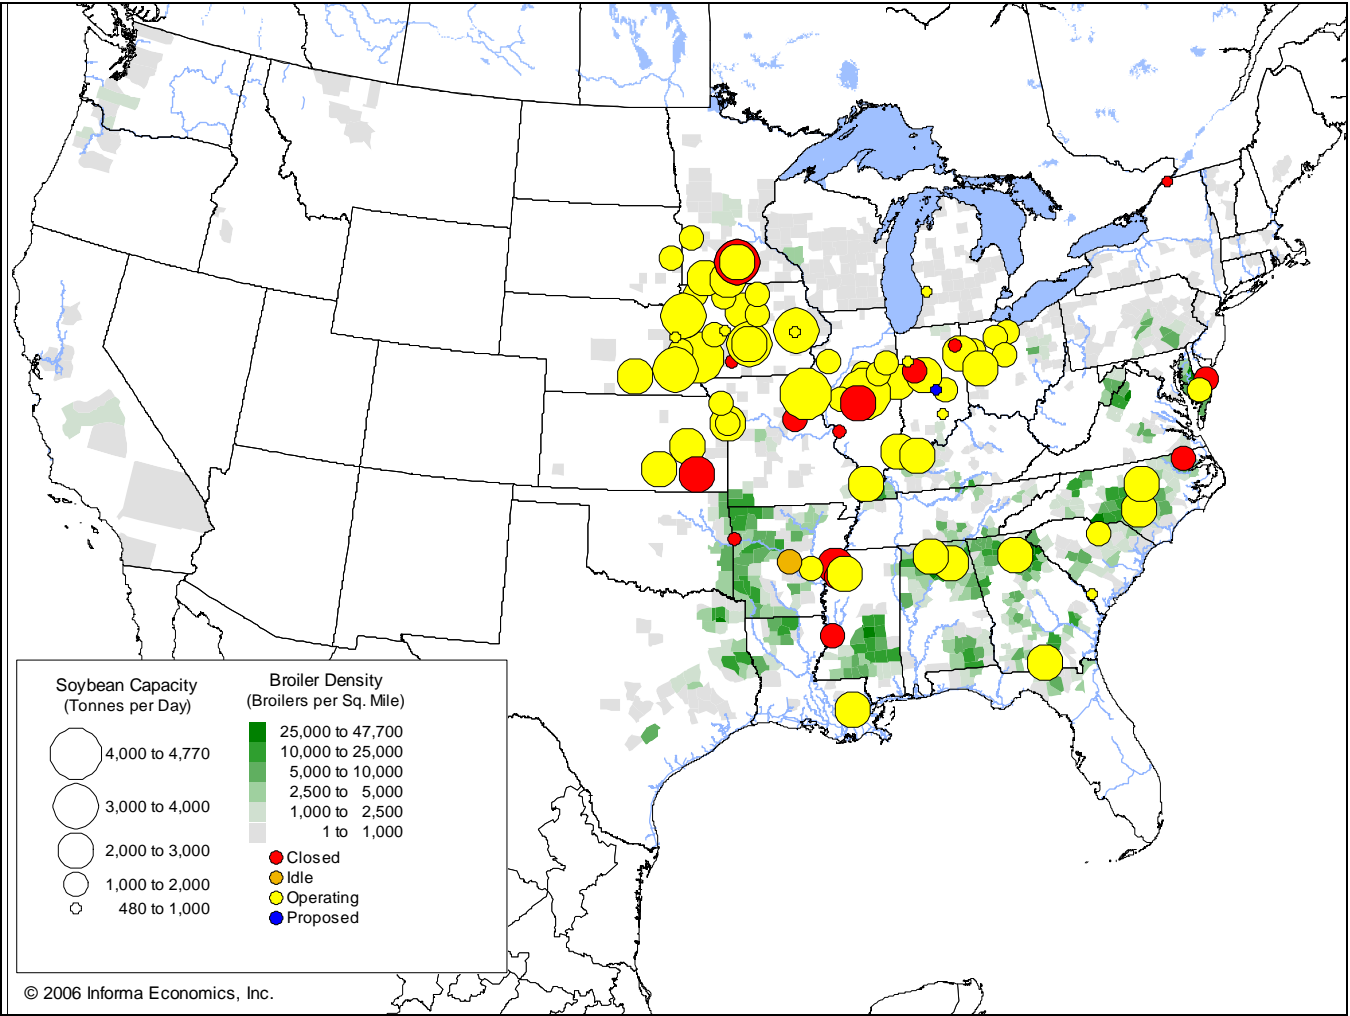 Soybean Capacity
(Tonnes per Day)
4,000 to 4,770
3,000 to 4,000
2,000 to 3,000
1,000 to 2,000
480 to 1,000
Broiler Density
(Broilers per Sq. Mile)
25,000 to 47,700
10,000 to 25,000
5,000 to 10,000
2,500 to 5,000
1,000 to 2,500
1 to 1,000
Closed
Idle
Operating
Proposed
© 2006 Informa Economics, Inc.